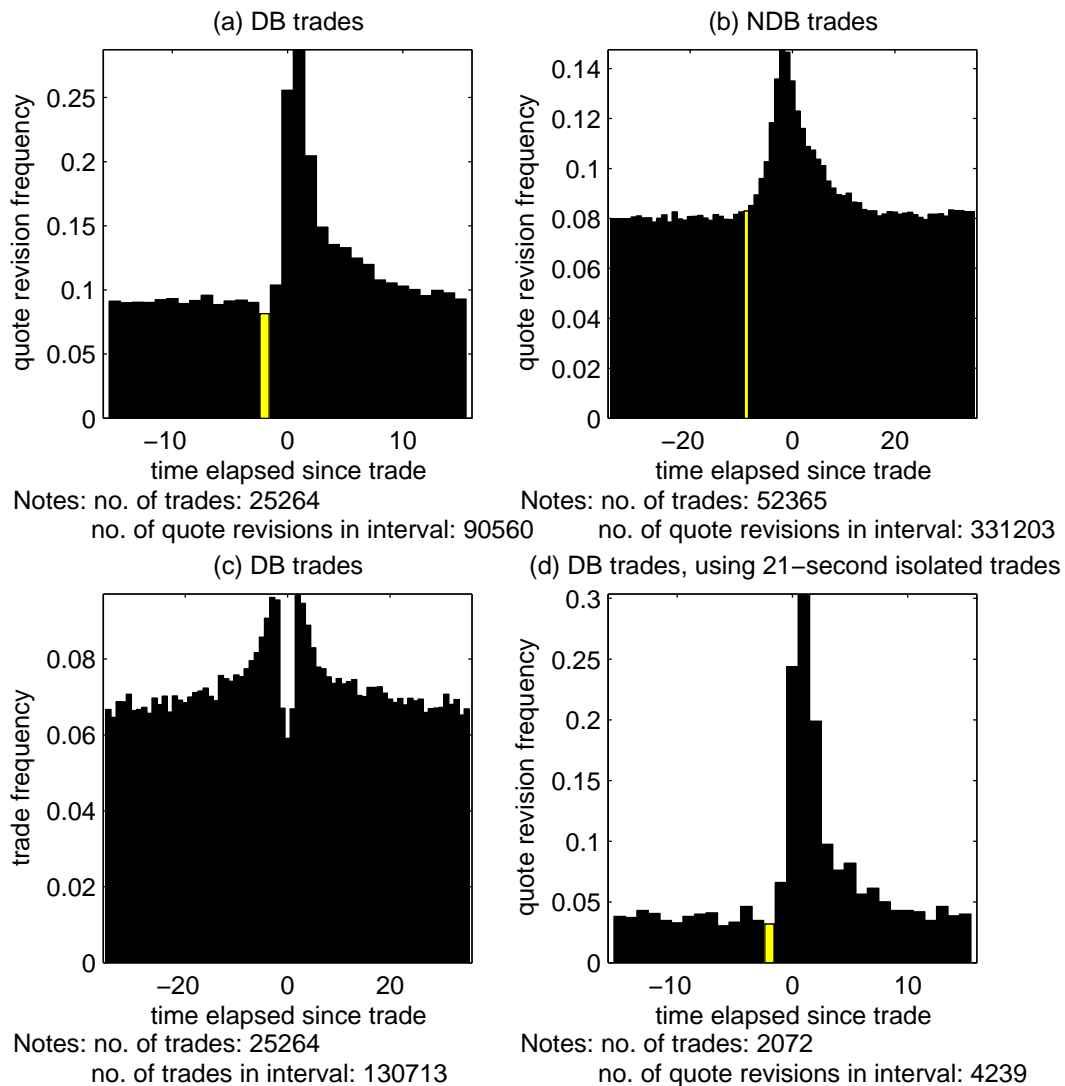 (a) DB trades
quote revision frequency
0.25
0.2
0.15
0.1
0.05
0
−10 0 10
time elapsed since trade
Notes: no. of trades: 25264
no. of quote revisions in interval: 90560
(b) NDB trades
quote revision frequency
0.14
0.12
0.1
0.08
0.06
0.04
0.02
0
−20 0 20
time elapsed since trade
Notes: no. of trades: 52365
no. of quote revisions in interval: 331203
(c) DB trades
trade frequency
0.08
0.06
0.04
0.02
0
−20 0 20
time elapsed since trade
Notes: no. of trades: 25264
no. of trades in interval: 130713
(d) DB trades, using 21−second isolated trades
quote revision frequency
0.3
0.25
0.2
0.15
0.1
0.05
0
−10 0 10
time elapsed since trade
Notes: no. of trades: 2072
no. of quote revisions in interval: 4239